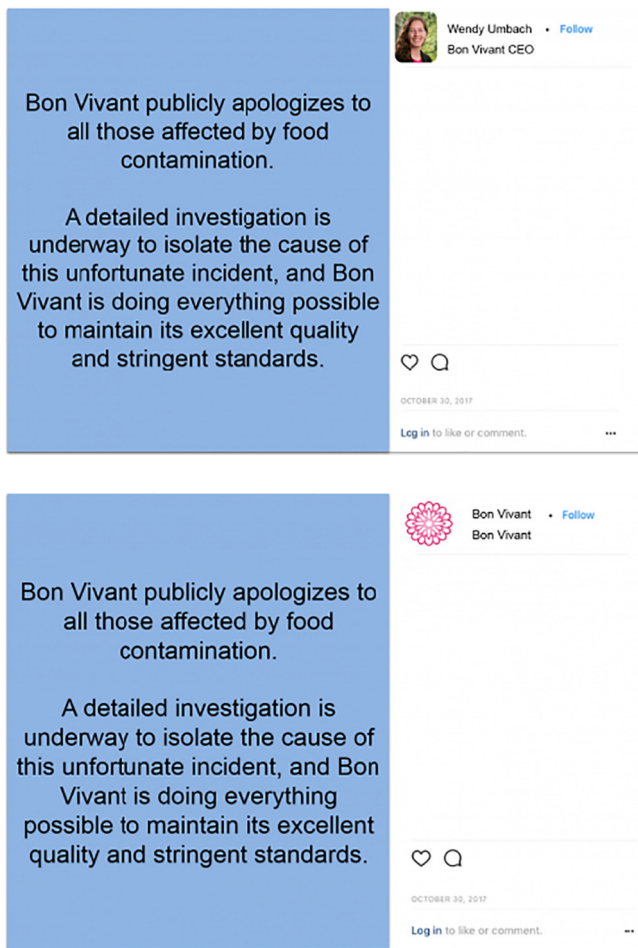 Bon Vivant publicly apologizes to
all those affected by food
contamination.
A detailed investigation is
underway to isolate the cause of
this unfortunate incident, and Bon
Vivant is doing everything possible
to maintain its excellent quality
and stringent standards.
Wendy Umbach • Follow
Bon Vivant CEO
OCTOBER 30, 2017
Log in to like or comment.
Bon Vivant publicly apologizes to
all those affected by food
contamination.
A detailed investigation is
underway to isolate the cause of
this unfortunate incident, and Bon
Vivant is doing everything
possible to maintain its excellent
quality and stringent standards.
Bon Vivant • Follow
Bon Vivant
OCTOBER 30, 2017
Log in to like or comment.